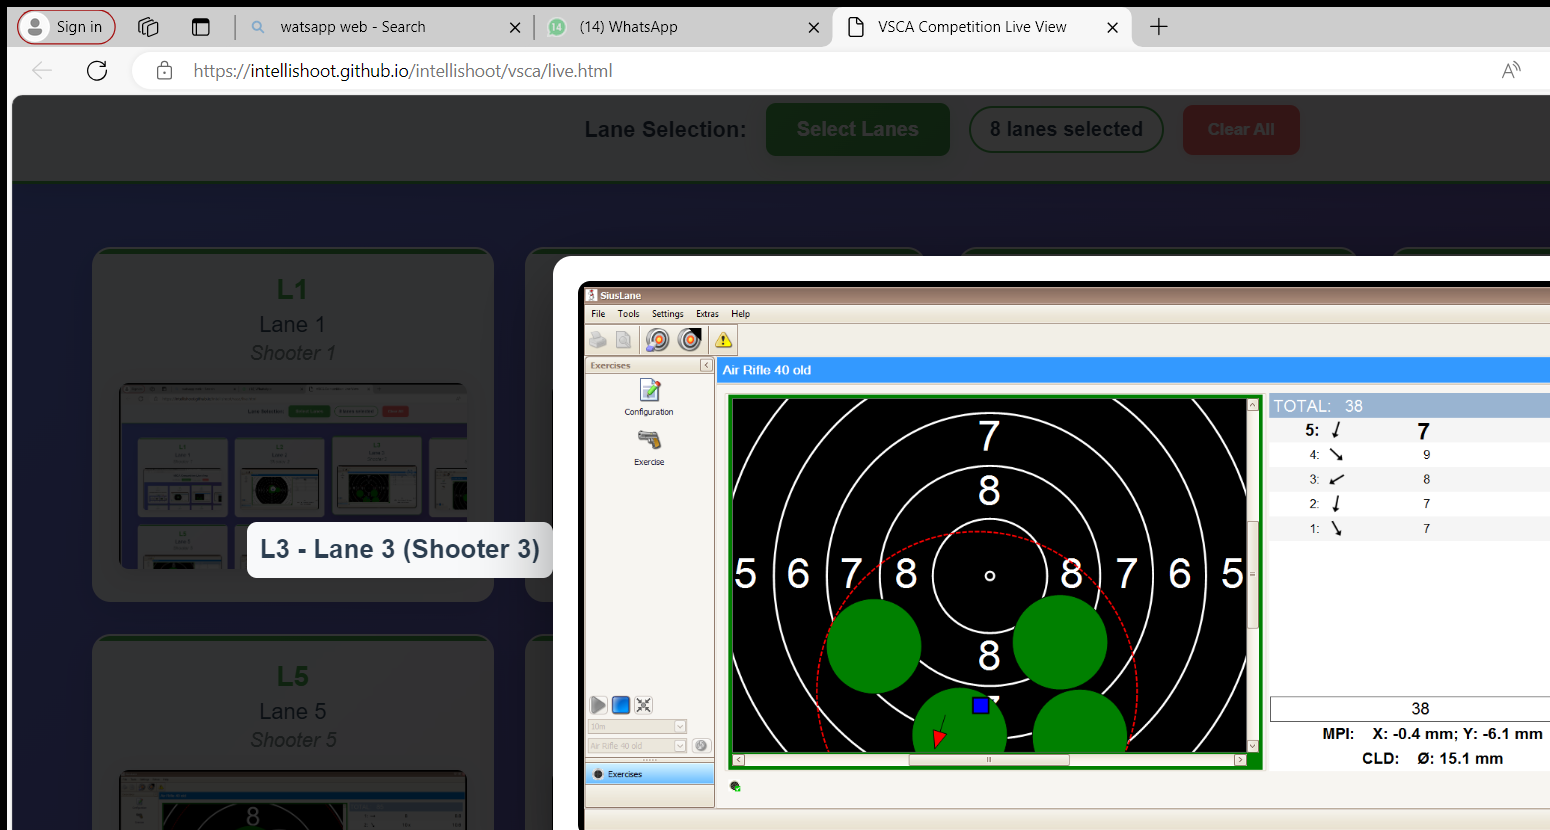 Sign in
watsapp web - Search
14
(14) WhatsApp
VSCA Competition Live View
https://intellishoot.github.io/intellishoot/vsca/live.html
Lane Selection:
Select Lanes
8 lanes selected
Clear All
L1
Lane 1
Shooter 1
L3 - Lane 3 (Shooter 3)
L5
Lane 5
Shooter 5
SiusLane
File Tools Settings Extras Help
Exercises
Configuration
Exercise
10m
Air Rifle 40 old
Exercises
Air Rifle 40 old
7
8
5 6 7 8 8 7 6 5
8
TOTAL: 38
5: 7
4: 9
3: 8
2: 7
1: 7
38
MPI: X: -0.4 mm; Y: -6.1 mm
CLD: Ø: 15.1 mm
8